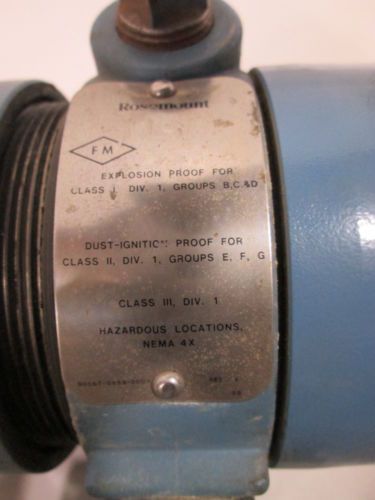 Rosemount
FM
EXPLOSION PROOF FOR
CLASS I, DIV. 1, GROUPS B,C,&D
DUST-IGNITION PROOF FOR
CLASS II, DIV. 1, GROUPS E, F, G
CLASS III, DIV. 1
HAZARDOUS LOCATIONS,
NEMA 4X